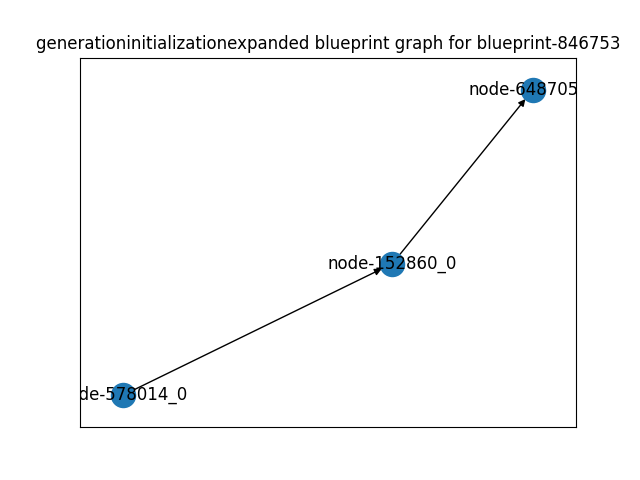 generationinitializationexpanded blueprint graph for blueprint-846753
node-648705
node-152860_0
de-578014_0